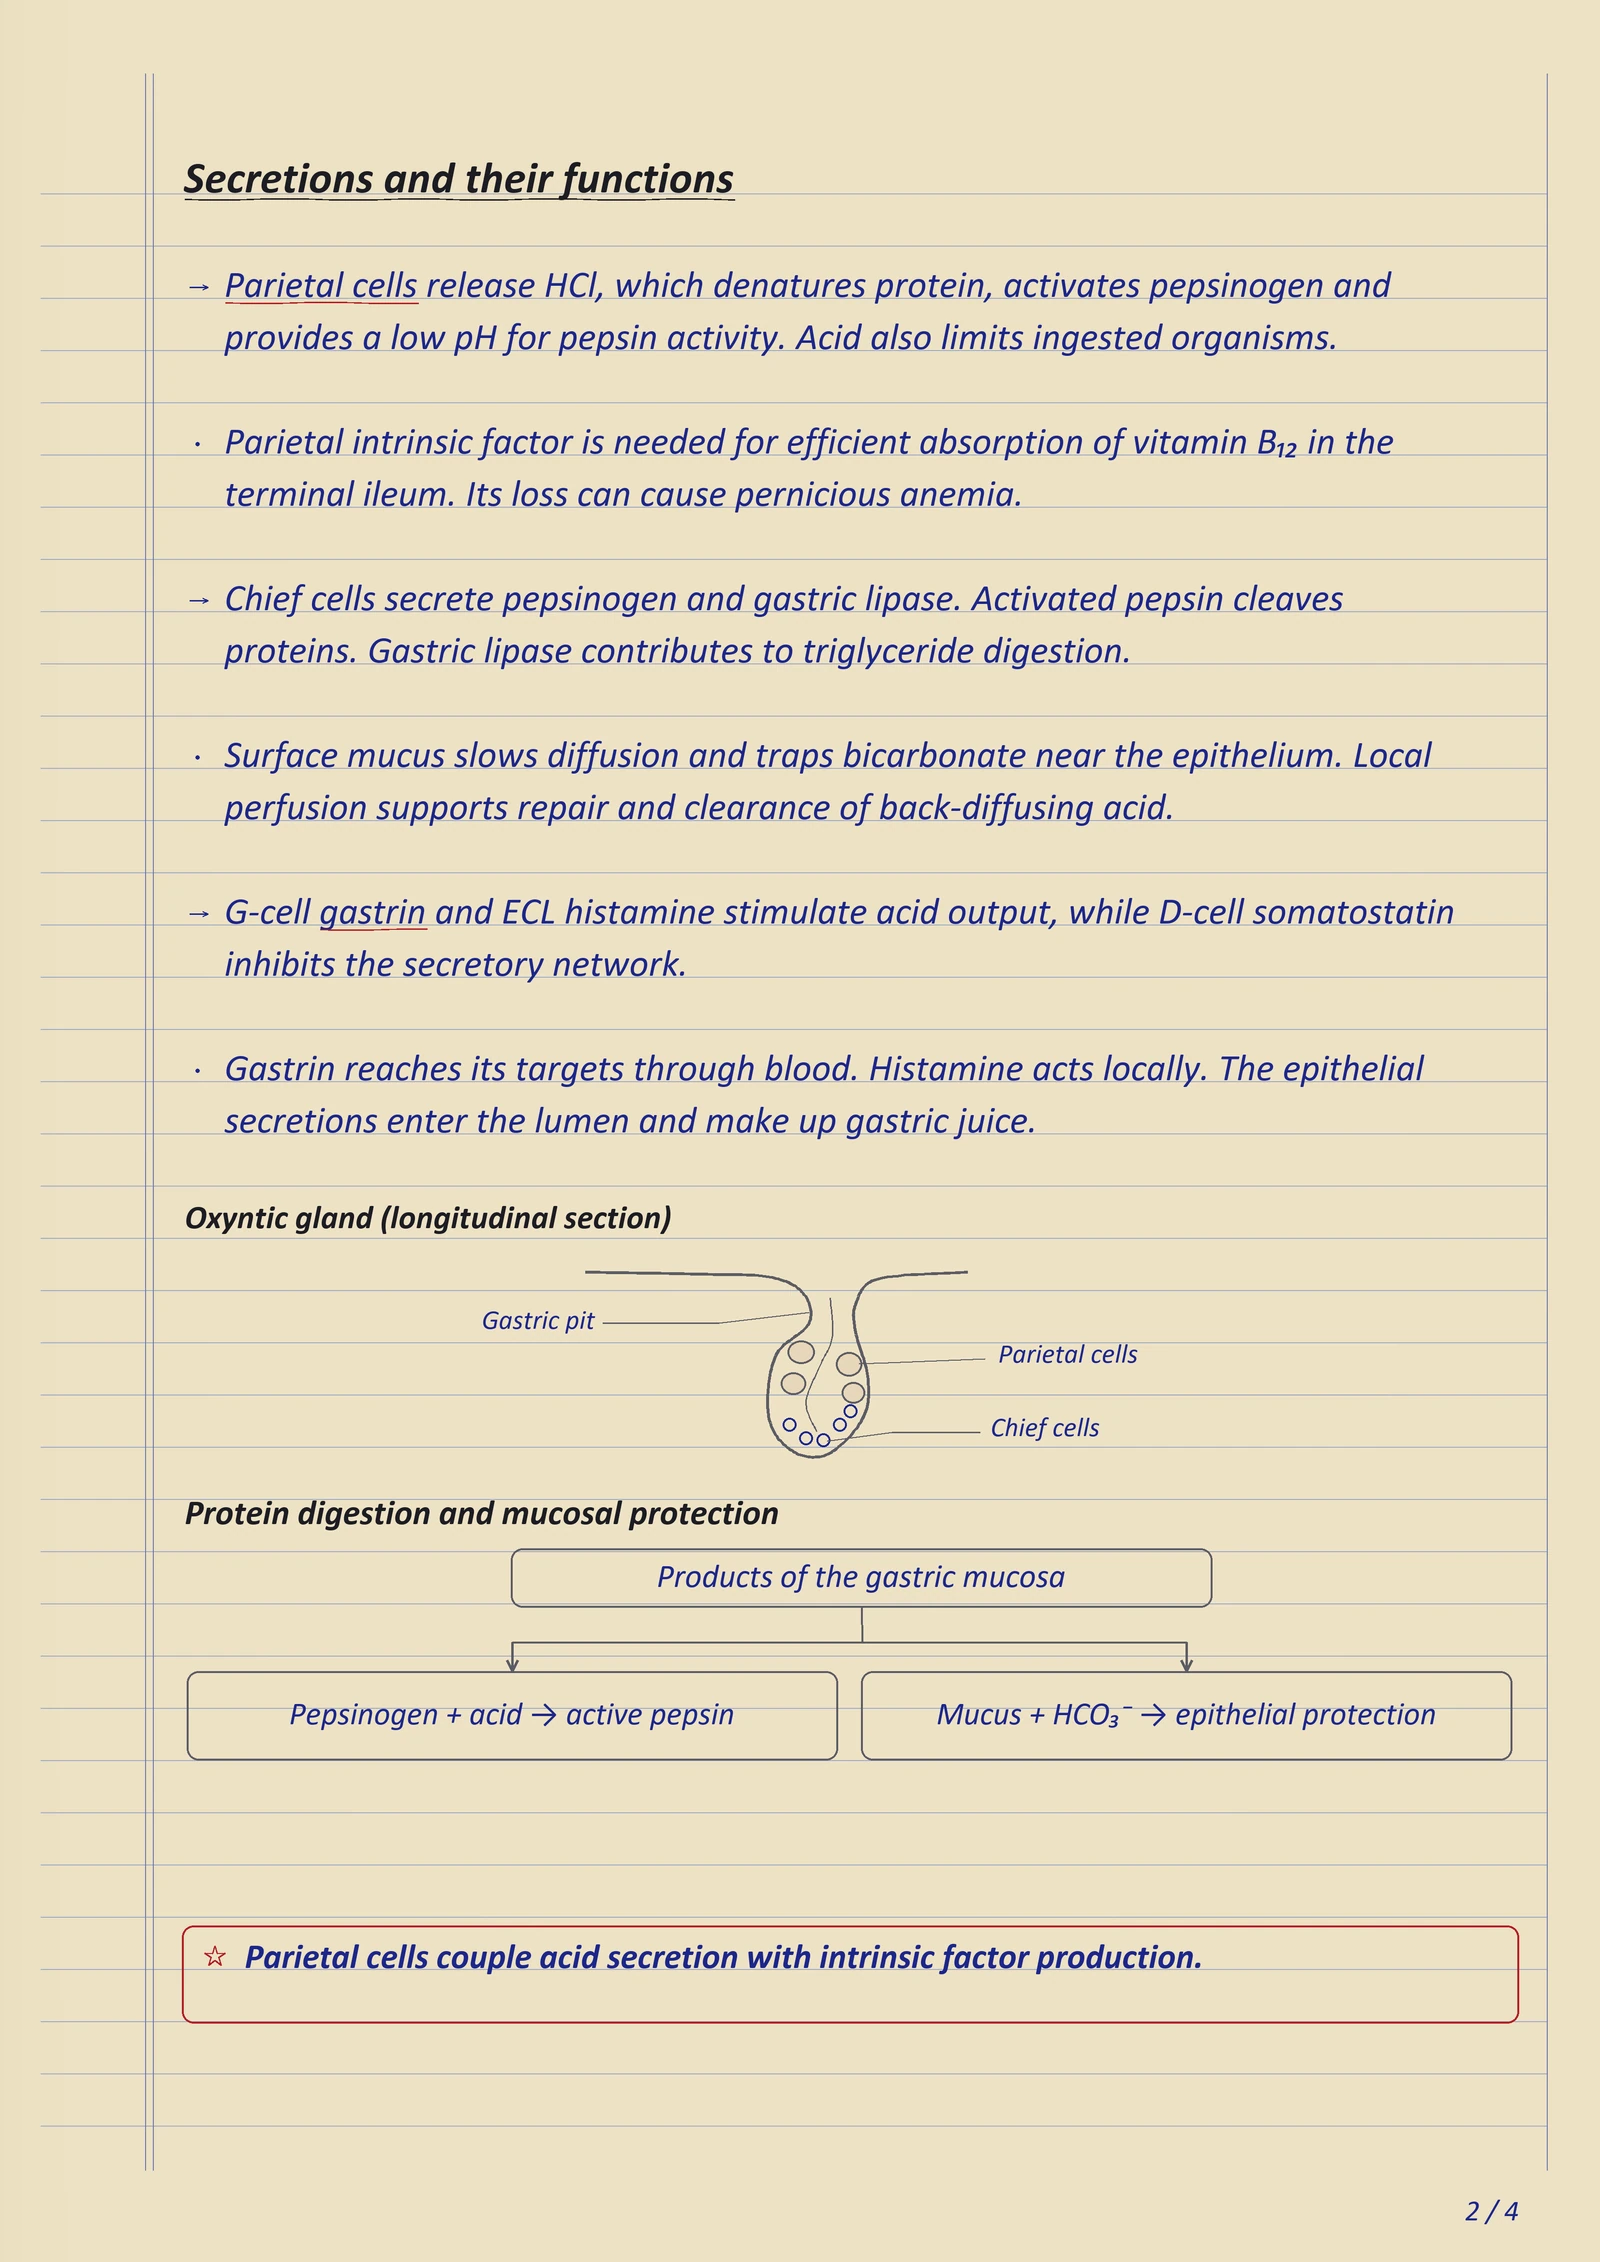 Secretions and their functions
→ Parietal cells release HCl, which denatures protein, activates pepsinogen and
provides a low pH for pepsin activity. Acid also limits ingested organisms.
· Parietal intrinsic factor is needed for efficient absorption of vitamin B₁₂ in the
terminal ileum. Its loss can cause pernicious anemia.
→ Chief cells secrete pepsinogen and gastric lipase. Activated pepsin cleaves
proteins. Gastric lipase contributes to triglyceride digestion.
· Surface mucus slows diffusion and traps bicarbonate near the epithelium. Local
perfusion supports repair and clearance of back-diffusing acid.
→ G-cell gastrin and ECL histamine stimulate acid output, while D-cell somatostatin
inhibits the secretory network.
· Gastrin reaches its targets through blood. Histamine acts locally. The epithelial
secretions enter the lumen and make up gastric juice.
Oxyntic gland (longitudinal section)
Gastric pit
Parietal cells
Chief cells
Protein digestion and mucosal protection
Products of the gastric mucosa
Pepsinogen + acid → active pepsin
Mucus + HCO₃⁻ → epithelial protection
☆ Parietal cells couple acid secretion with intrinsic factor production.
2 / 4